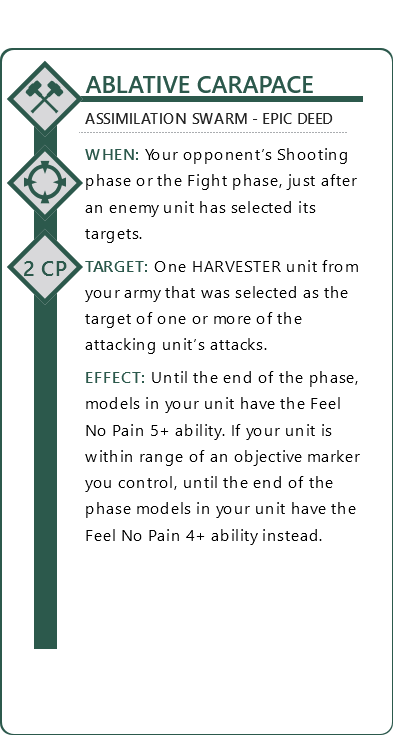 ABLATIVE CARAPACE
ASSIMILATION SWARM - EPIC DEED
WHEN: Your opponent's Shooting
phase or the Fight phase, just after
an enemy unit has selected its
targets.
2 CP
TARGET: One HARVESTER unit from
your army that was selected as the
target of one or more of the
attacking unit's attacks.
EFFECT: Until the end of the phase,
models in your unit have the Feel
No Pain 5+ ability. If your unit is
within range of an objective marker
you control, until the end of the
phase models in your unit have the
Feel No Pain 4+ ability instead.